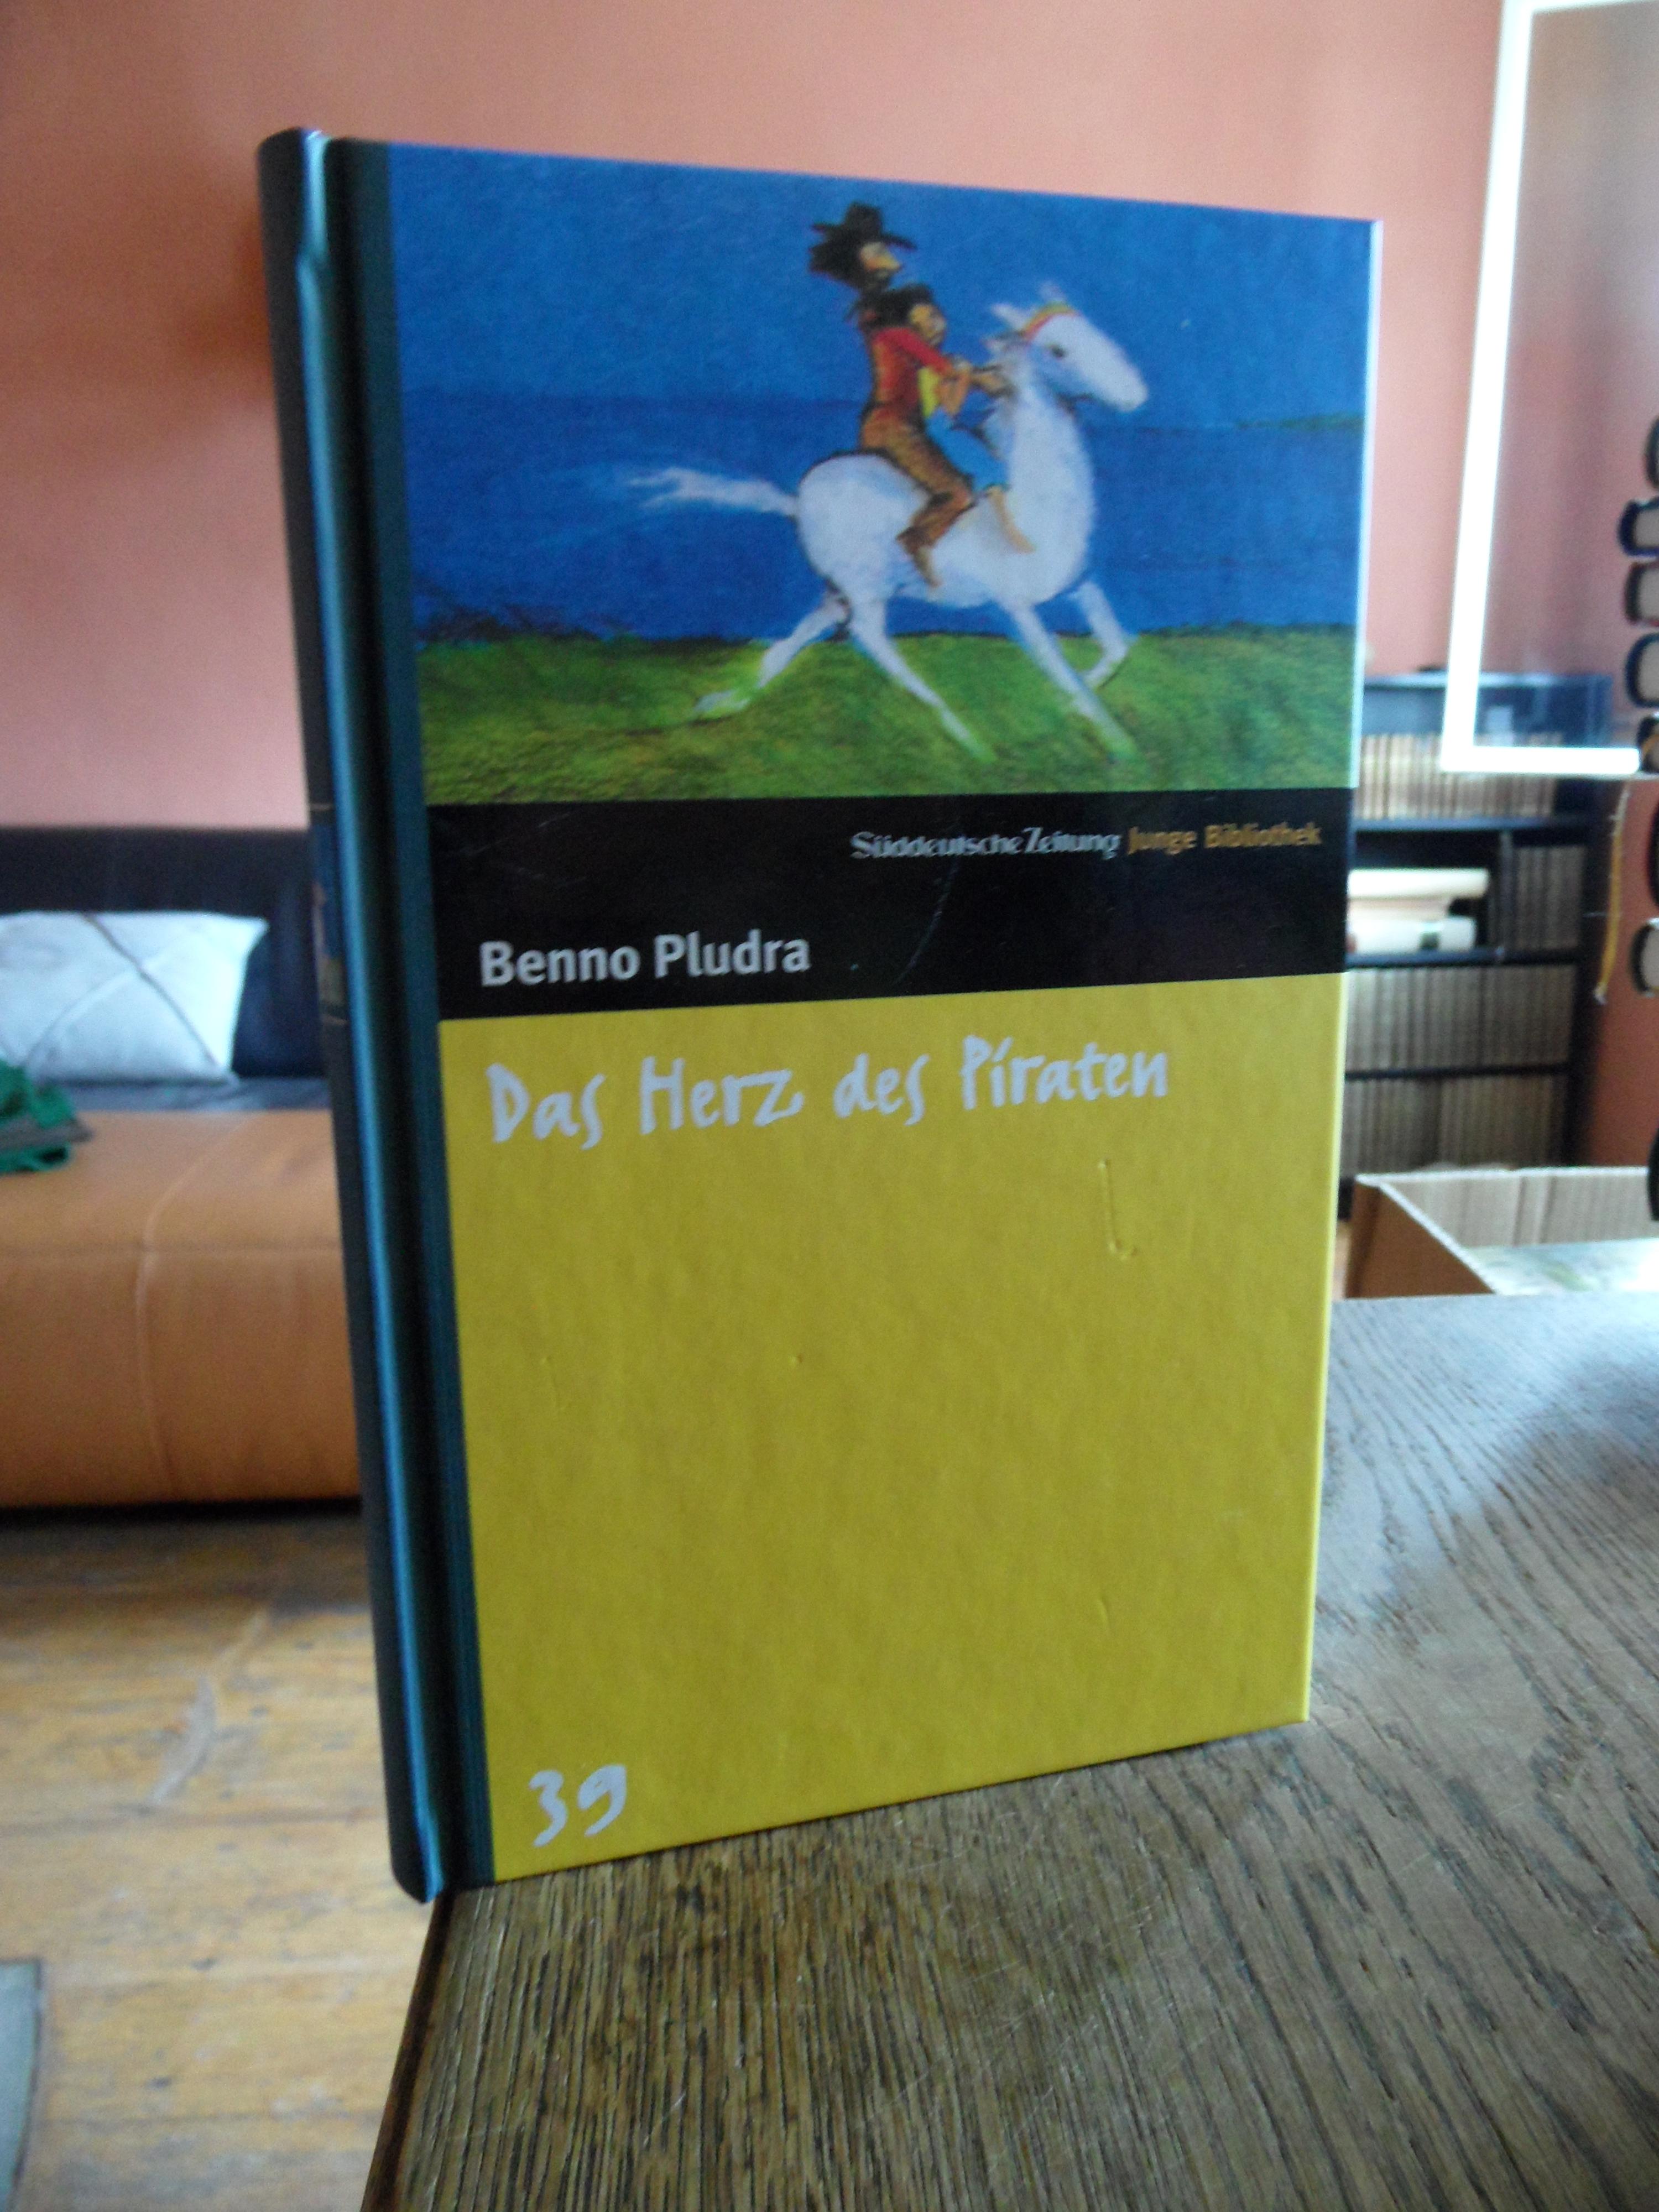 Süddeutsche Zeitung Junge Bibliothek
Benno Pludra
Das Herz des Piraten
39